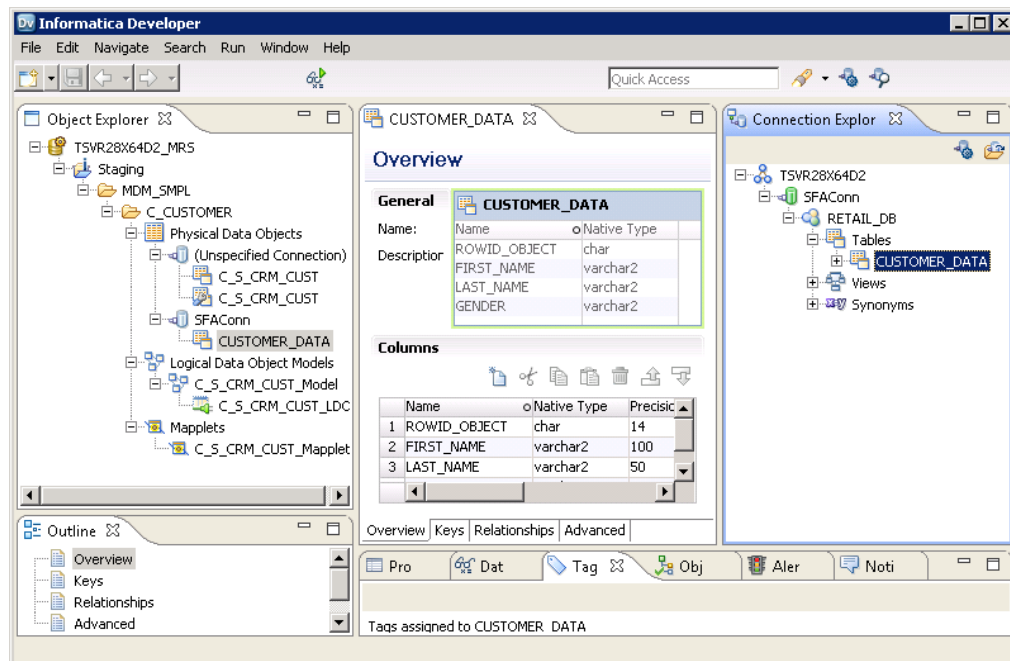 Dv Informatica Developer
File Edit Navigate Search Run Window Help
Quick Access
Object Explorer
TSVR28X64D2_MRS
Staging
MDM_SMPL
C_CUSTOMER
Physical Data Objects
(Unspecified Connection)
C_S_CRM_CUST
C_S_CRM_CUST
SFAConn
CUSTOMER_DATA
Logical Data Object Models
C_S_CRM_CUST_Model
C_S_CRM_CUST_LDO
Mapplets
C_S_CRM_CUST_Mapplet
Outline
Overview
Keys
Relationships
Advanced
CUSTOMER_DATA
Overview
General
Name:
Description
CUSTOMER_DATA
Name Native Type
ROWID_OBJECT char
FIRST_NAME varchar2
LAST_NAME varchar2
GENDER varchar2
Columns
Name Native Type Precisic
1 ROWID_OBJECT char 14
2 FIRST_NAME varchar2 100
3 LAST_NAME varchar2 50
Overview Keys Relationships Advanced
Connection Explor
TSVR28X64D2
SFAConn
RETAIL_DB
Tables
CUSTOMER_DATA
Views
Synonyms
Pro Dat Tag Obj Aler Noti
Tags assigned to CUSTOMER_DATA